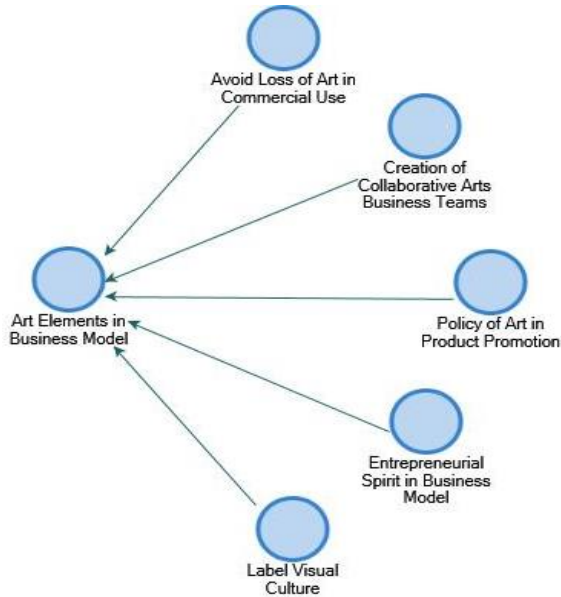 Avoid Loss of Art in
Commercial Use
Creation of
Collaborative Arts
Business Teams
Art Elements in
Business Model
Policy of Art in
Product Promotion
Entrepreneurial
Spirit in Business
Model
Label Visual
Culture